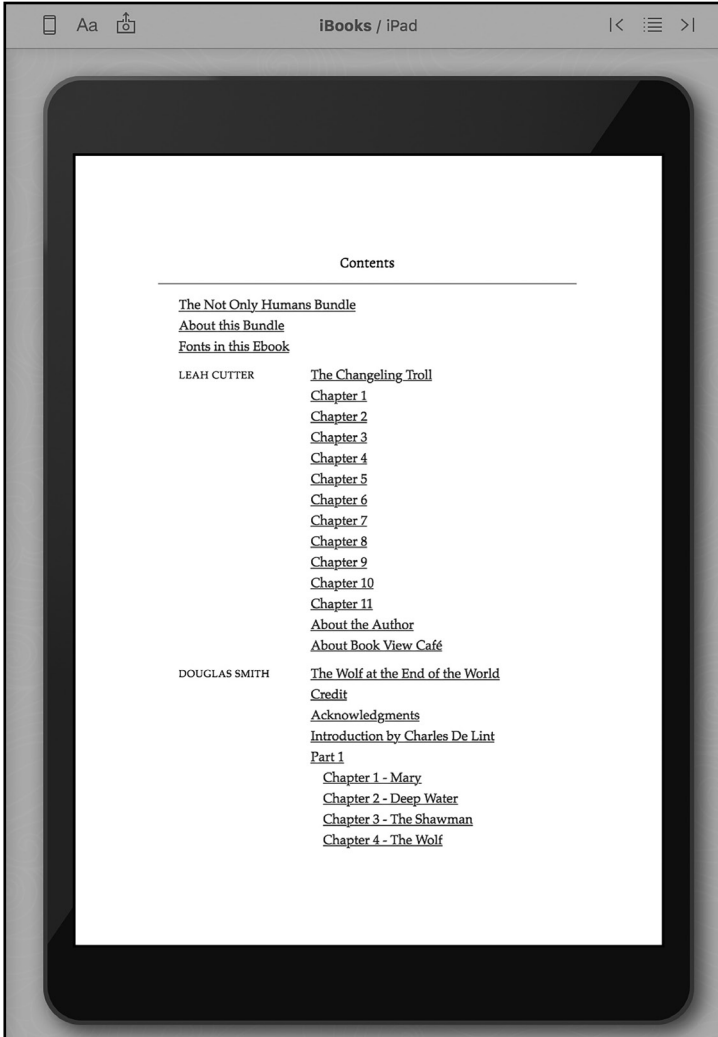 Aa
iBooks / iPad
Contents
The Not Only Humans Bundle
About this Bundle
Fonts in this Ebook
LEAH CUTTER The Changeling Troll
Chapter 1
Chapter 2
Chapter 3
Chapter 4
Chapter 5
Chapter 6
Chapter 7
Chapter 8
Chapter 9
Chapter 10
Chapter 11
About the Author
About Book View Café
DOUGLAS SMITH The Wolf at the End of the World
Credit
Acknowledgments
Introduction by Charles De Lint
Part 1
Chapter 1 - Mary
Chapter 2 - Deep Water
Chapter 3 - The Shawman
Chapter 4 - The Wolf